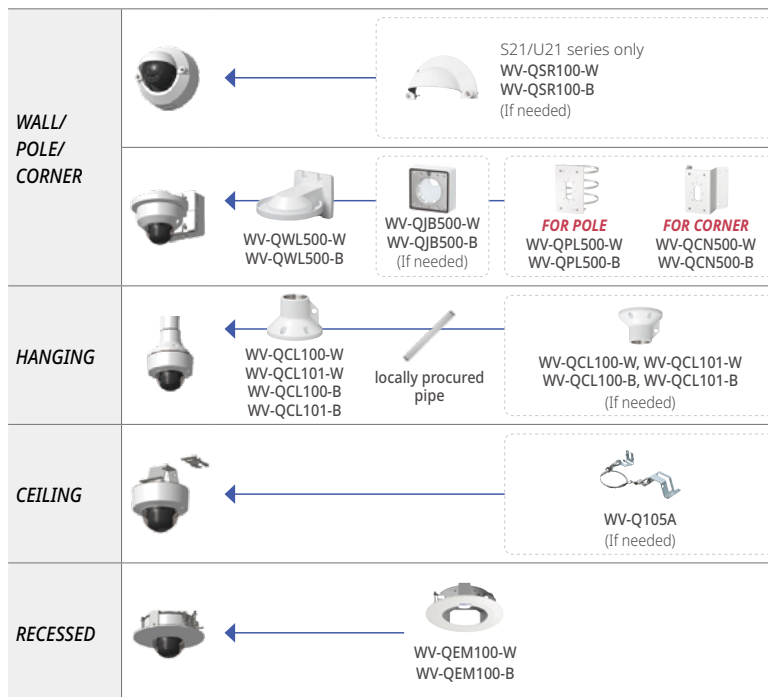 WALL/
POLE/
CORNER
S21/U21 series only
WV-QSR100-W
WV-QSR100-B
(If needed)
WV-QWL500-W
WV-QWL500-B
WV-QJB500-W
WV-QJB500-B
(If needed)
FOR POLE
WV-QPL500-W
WV-QPL500-B
FOR CORNER
WV-QCN500-W
WV-QCN500-B
HANGING
WV-QCL100-W
WV-QCL101-W
WV-QCL100-B
WV-QCL101-B
locally procured
pipe
WV-QCL100-W, WV-QCL101-W
WV-QCL100-B, WV-QCL101-B
(If needed)
CEILING
WV-Q105A
(If needed)
RECESSED
WV-QEM100-W
WV-QEM100-B